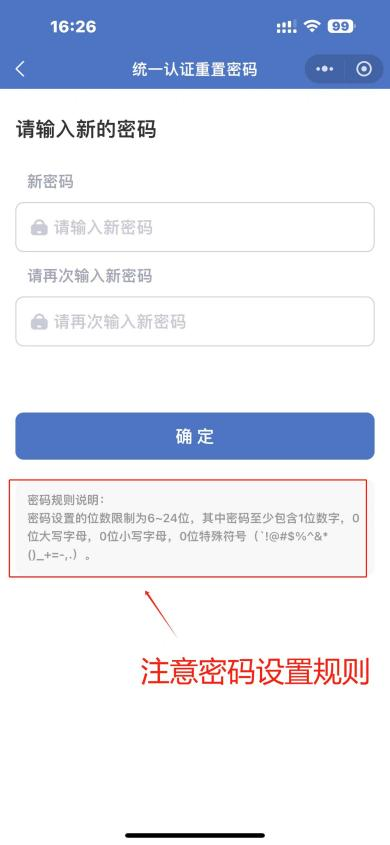 16:26
99
统一认证重置密码
请输入新的密码
新密码
请输入新密码
请再次输入新密码
请再次输入新密码
确 定
密码规则说明：
密码设置的位数限制为6~24位，其中密码至少包含1位数字，0
位大写字母，0位小写字母，0位特殊符号（`!@#$%^&*
()_+=-,.）。
注意密码设置规则